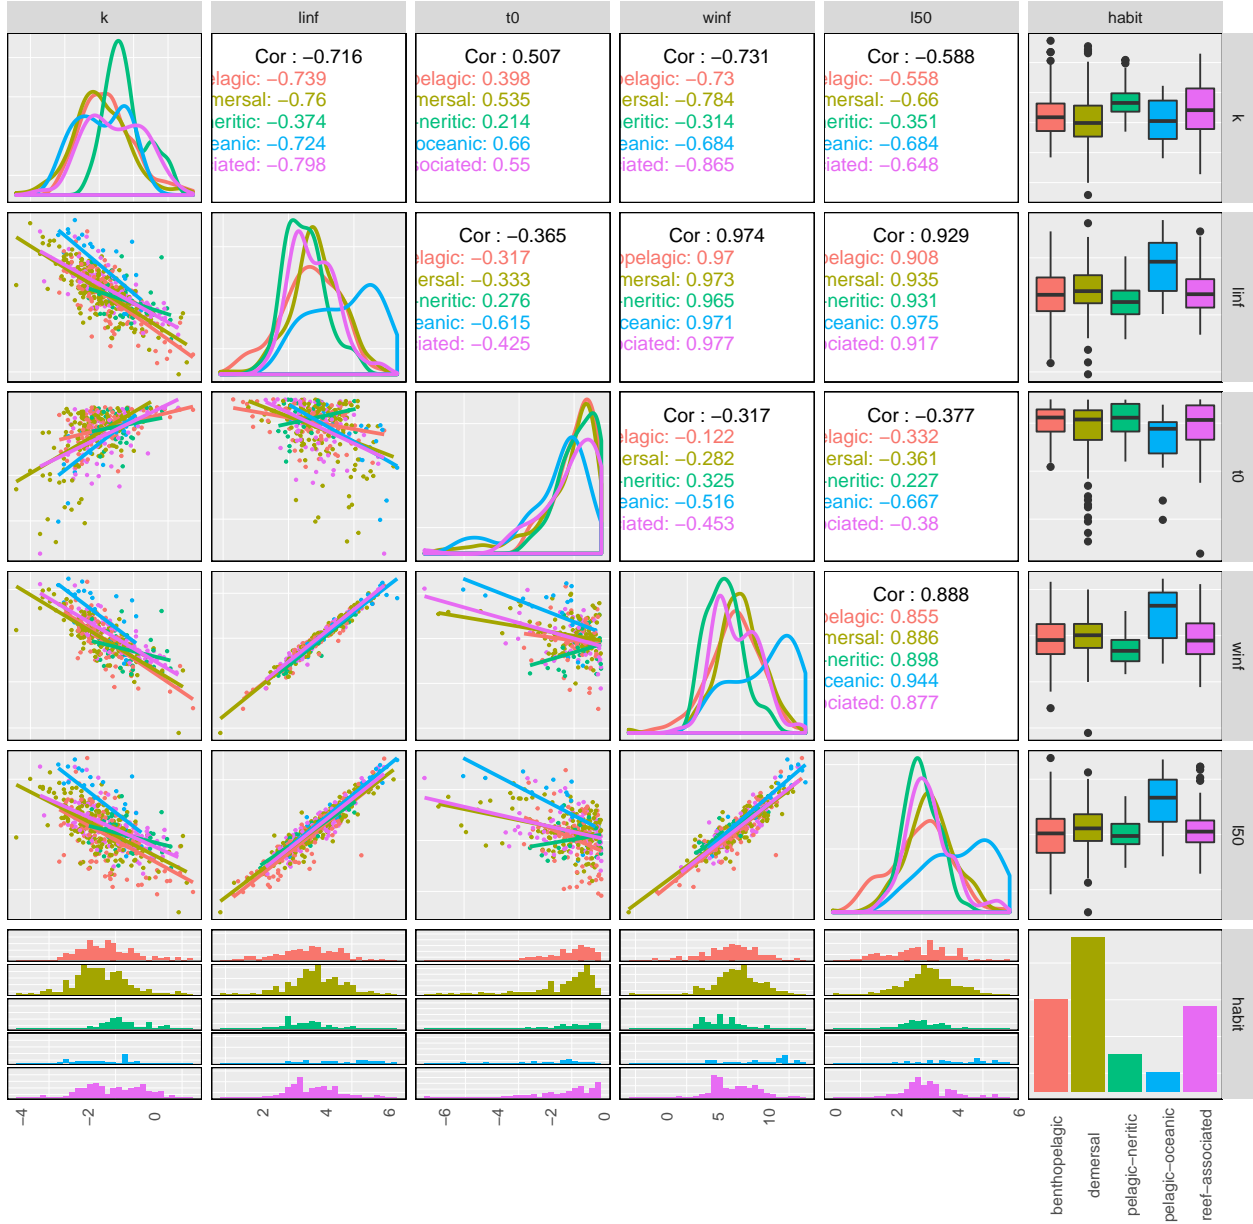 k linf t0 winf l50 habit
Cor : −0.716
elagic: −0.739
mersal: −0.76
neritic: −0.374
eanic: −0.724
iated: −0.798
Cor : 0.507
elagic: 0.398
mersal: 0.535
neritic: 0.214
oceanic: 0.66
sociated: 0.55
Cor : −0.731
elagic: −0.73
mersal: −0.784
neritic: −0.314
eanic: −0.684
ociated: −0.865
Cor : −0.588
elagic: −0.558
mersal: −0.66
neritic: −0.351
eanic: −0.684
ciated: −0.648
k
Cor : −0.365
elagic: −0.317
ersal: −0.333
−neritic: 0.276
eanic: −0.615
iated: −0.425
Cor : 0.974
opelagic: 0.97
mersal: 0.973
−neritic: 0.965
ceanic: 0.971
ciated: 0.977
Cor : 0.929
elagic: 0.908
mersal: 0.935
−neritic: 0.931
ceanic: 0.975
ociated: 0.917
linf
Cor : −0.317
elagic: −0.122
ersal: −0.282
−neritic: 0.325
eanic: −0.516
ciated: −0.453
Cor : −0.377
elagic: −0.332
ersal: −0.361
−neritic: 0.227
eanic: −0.667
ociated: −0.38
t0
Cor : 0.888
pelagic: 0.855
mersal: 0.886
−neritic: 0.898
ceanic: 0.944
ociated: 0.877
winf
l50
habit
−4 −2 0
2 4 6
−6 −4 −2 0
0 5 10
0 2 4 6
benthopelagic
demersal
pelagic−neritic
pelagic−oceanic
reef−associated